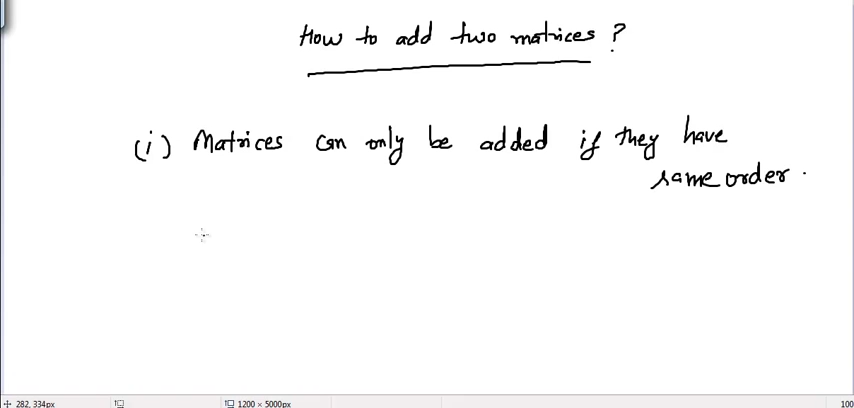 How to add two matrices ?
(i) Matrices can only be added if they have
same order.
282, 334px
1200 × 5000px
100